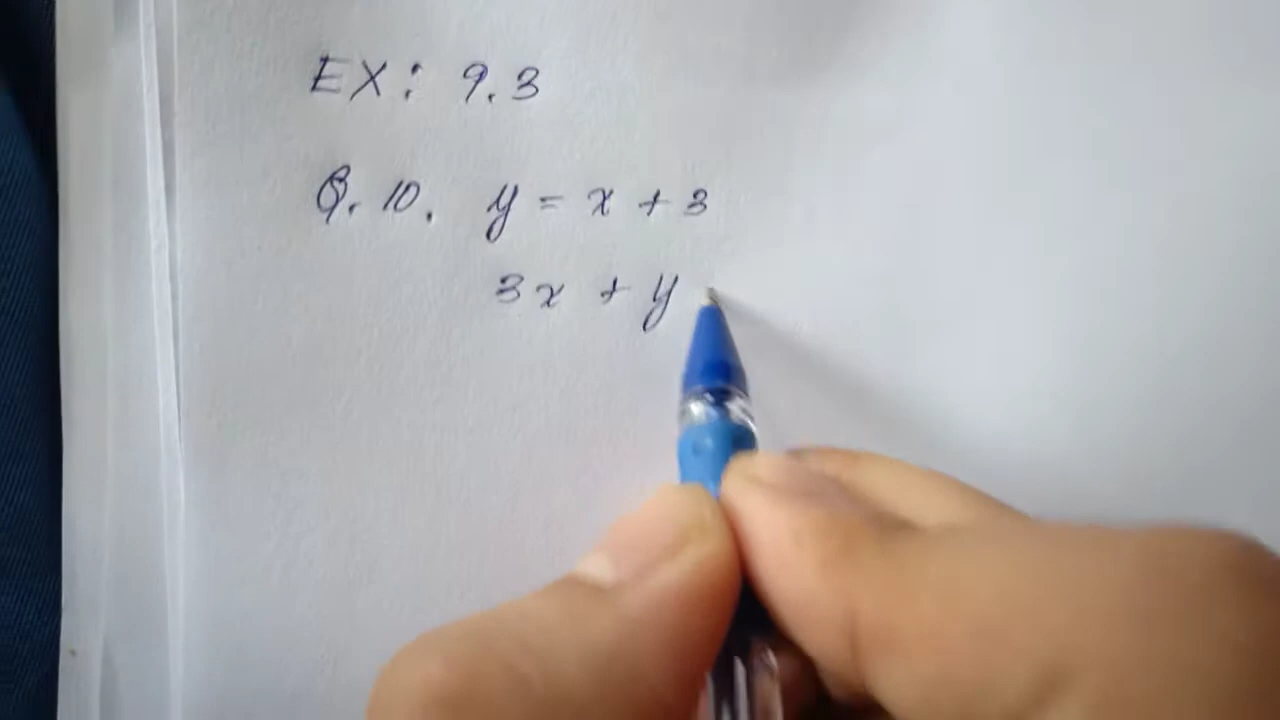 EX: 9.3
Q. 10. y = x + 3
3x + y